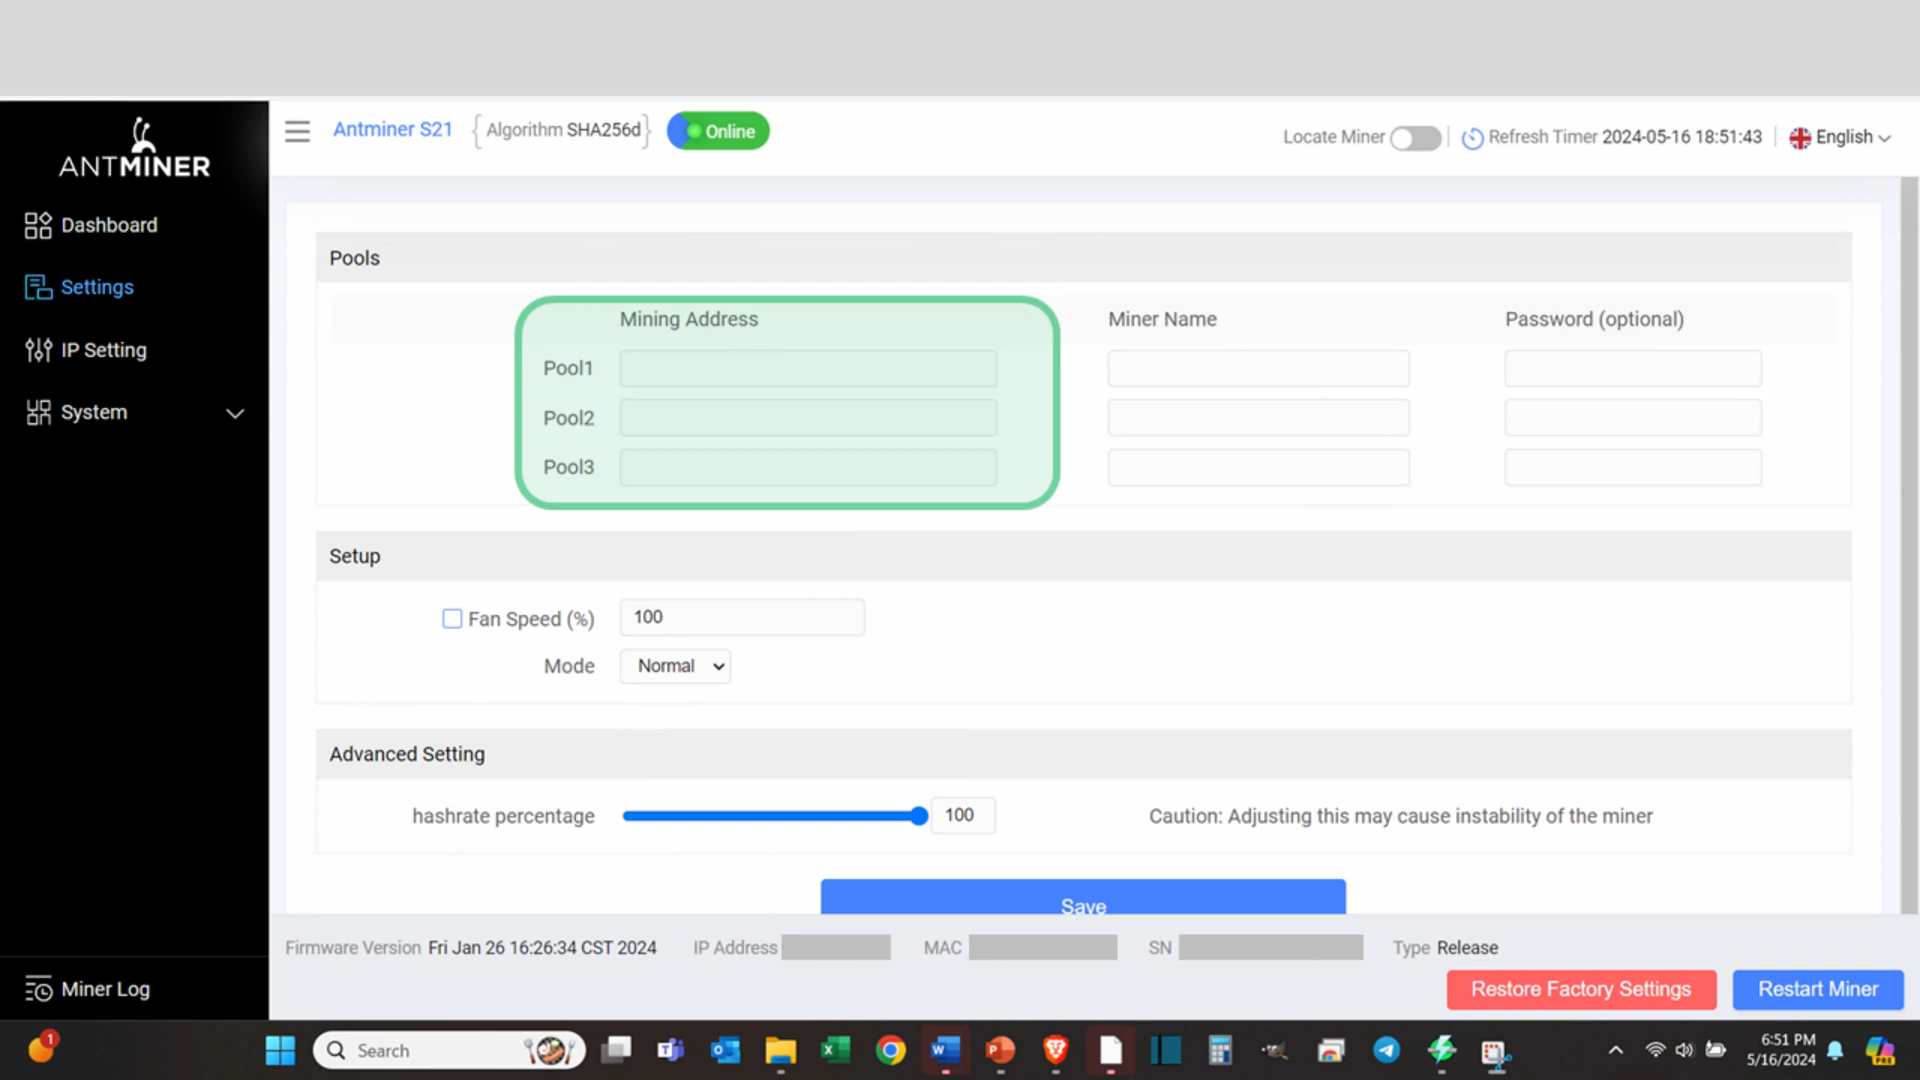 ANTMINER
Antminer S21 {Algorithm SHA256d} Online
Locate Miner Refresh Timer 2024-05-16 18:51:43 English
Dashboard
Settings
IP Setting
System
Miner Log
Pools
Mining Address Miner Name Password (optional)
Pool1
Pool2
Pool3
Setup
Fan Speed (%) 100
Mode Normal
Advanced Setting
hashrate percentage 100 Caution: Adjusting this may cause instability of the miner
Save
Firmware Version Fri Jan 26 16:26:34 CST 2024 IP Address MAC SN Type Release
Restore Factory Settings Restart Miner
1 Search 6:51 PM
5/16/2024